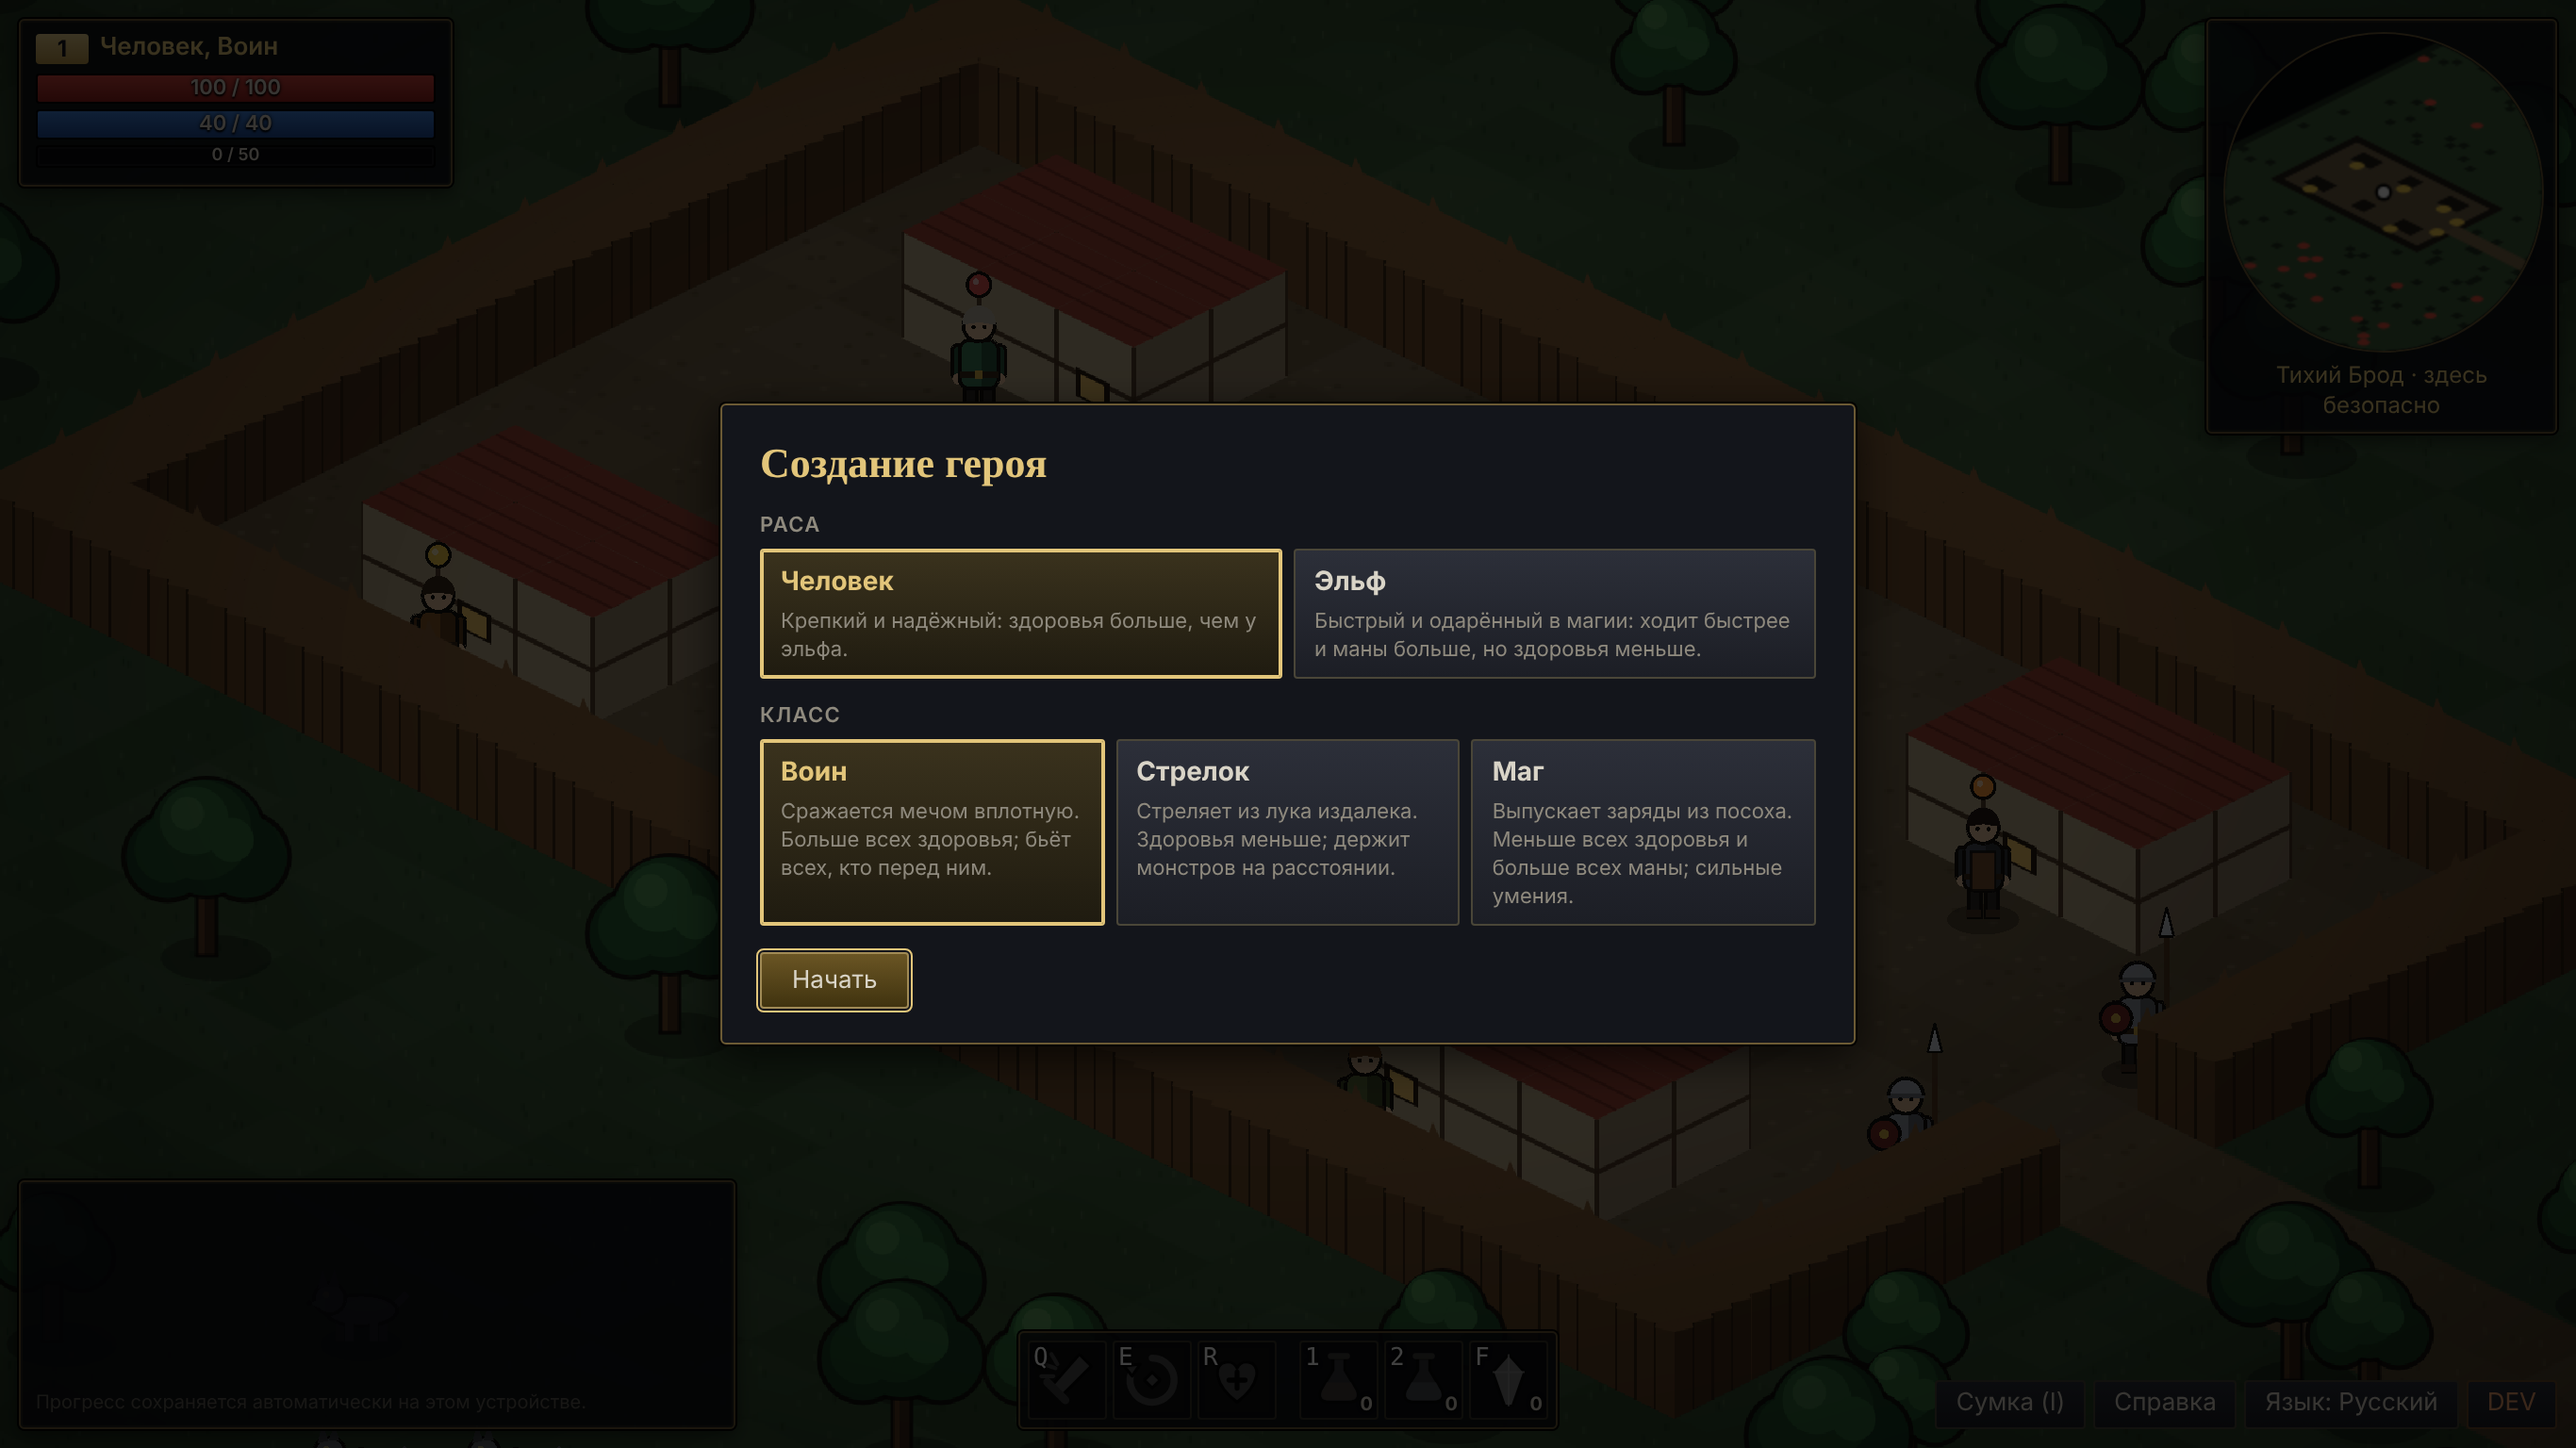 1 Человек, Воин
100 / 100
40 / 40
0 / 50
Тихий Брод · здесь
безопасно
Создание героя
РАСА
Человек
Крепкий и надёжный: здоровья больше, чем у
эльфа.
Эльф
Быстрый и одарённый в магии: ходит быстрее
и маны больше, но здоровья меньше.
КЛАСС
Воин
Сражается мечом вплотную.
Больше всех здоровья; бьёт
всех, кто перед ним.
Стрелок
Стреляет из лука издалека.
Здоровья меньше; держит
монстров на расстоянии.
Маг
Выпускает заряды из посоха.
Меньше всех здоровья и
больше всех маны; сильные
умения.
Начать
Прогресс сохраняется автоматически на этом устройстве.
Q E R 1 2 F
0 0 0
Сумка (I) Справка Язык: Русский DEV